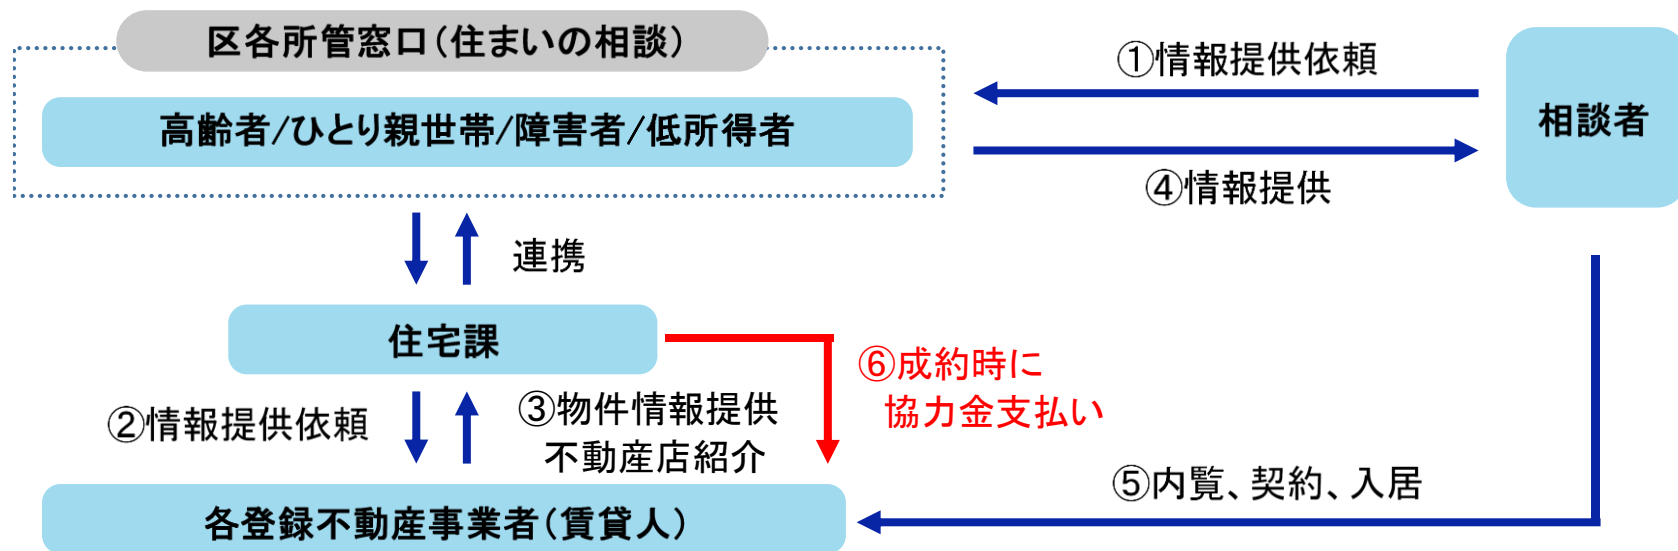 区各所管窓口(住まいの相談)
高齢者/ひとり親世帯/障害者/低所得者
①情報提供依頼
④情報提供
相談者
連携
住宅課
②情報提供依頼
③物件情報提供
不動産店紹介
⑥成約時に
協力金支払い
⑤内覧、契約、入居
各登録不動産事業者(賃貸人)